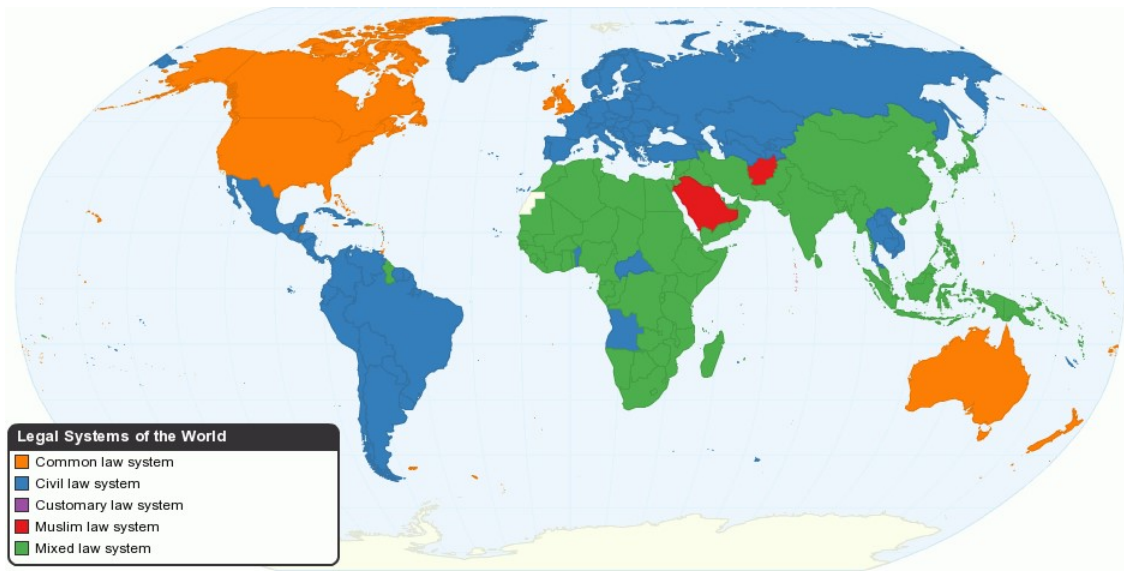 Legal Systems of the World
Common law system
Civil law system
Customary law system
Muslim law system
Mixed law system